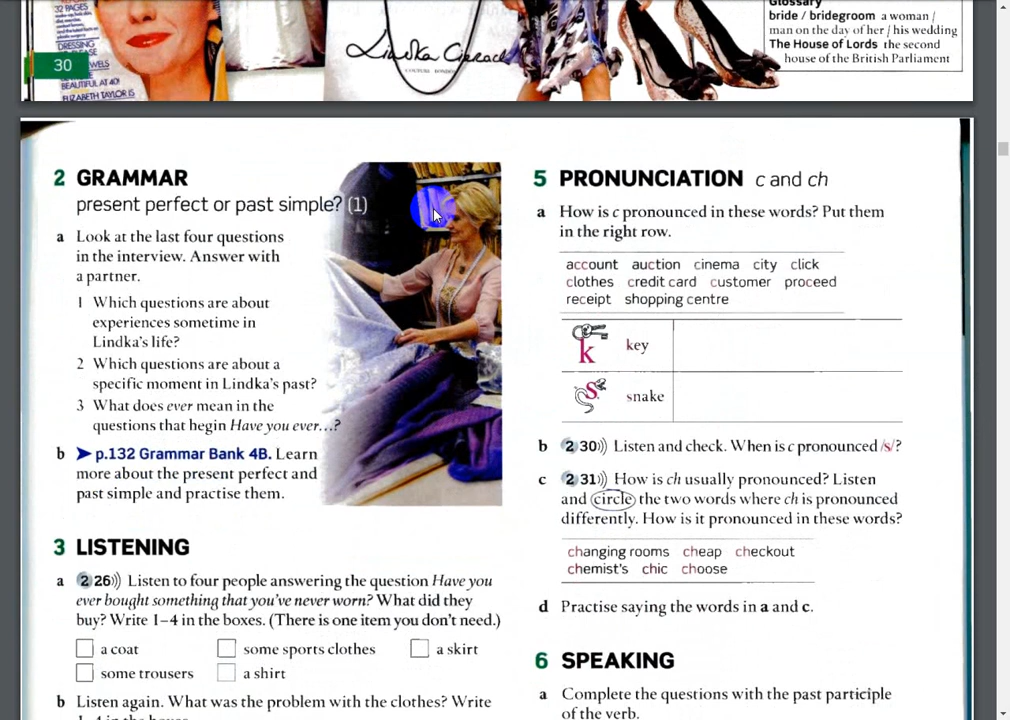 32 PAGES
DRESSING
BEAUTIFUL AT 40!
ELIZABETH TAYLOR IS
30
Lindka Cierach
COUTURE LONDON
Glossary
bride / bridegroom a woman /
man on the day of her / his wedding
The House of Lords the second
house of the British Parliament
2 GRAMMAR
present perfect or past simple? (1)
a Look at the last four questions
in the interview. Answer with
a partner.
1 Which questions are about
experiences sometime in
Lindka's life?
2 Which questions are about a
specific moment in Lindka's past?
3 What does ever mean in the
questions that begin Have you ever...?
b p.132 Grammar Bank 4B. Learn
more about the present perfect and
past simple and practise them.
3 LISTENING
a 2 26 Listen to four people answering the question Have you
ever bought something that you've never worn? What did they
buy? Write 1–4 in the boxes. (There is one item you don't need.)
a coat some sports clothes a skirt
some trousers a shirt
b Listen again. What was the problem with the clothes? Write
1–4 in the boxes.
5 PRONUNCIATION c and ch
a How is c pronounced in these words? Put them
in the right row.
account auction cinema city click
clothes credit card customer proceed
receipt shopping centre
k key
s snake
b 2 30 Listen and check. When is c pronounced /s/?
c 2 31 How is ch usually pronounced? Listen
and circle the two words where ch is pronounced
differently. How is it pronounced in these words?
changing rooms cheap checkout
chemist's chic choose
d Practise saying the words in a and c.
6 SPEAKING
a Complete the questions with the past participle
of the verb.